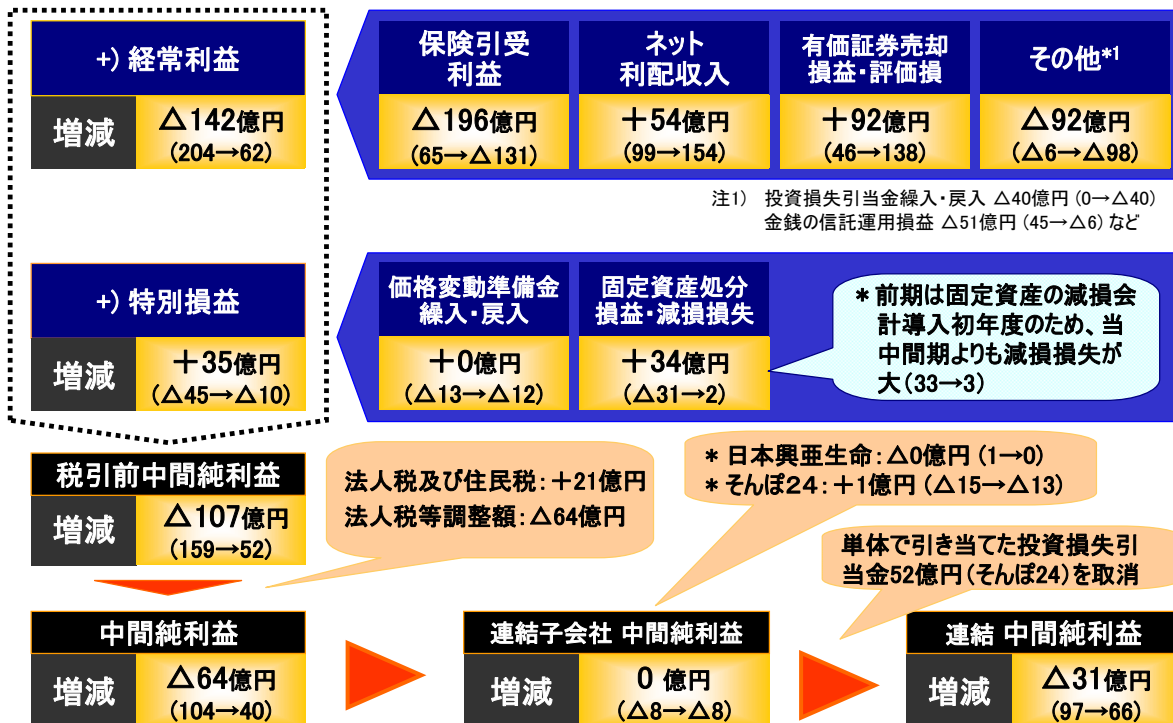 +) 経常利益
増減
△142億円
(204→62)
保険引受
利益
△196億円
(65→△131)
ネット
利配収入
+54億円
(99→154)
有価証券売却
損益・評価損
+92億円
(46→138)
その他*1
△92億円
(△6→△98)
注1) 投資損失引当金繰入・戻入 △40億円 (0→△40)
金銭の信託運用損益 △51億円 (45→△6) など
+) 特別損益
増減
+35億円
(△45→△10)
価格変動準備金
繰入・戻入
+0億円
(△13→△12)
固定資産処分
損益・減損損失
+34億円
(△31→2)
* 前期は固定資産の減損会
計導入初年度のため、当
中間期よりも減損損失が
大(33→3)
税引前中間純利益
増減
△107億円
(159→52)
法人税及び住民税:+21億円
法人税等調整額:△64億円
* 日本興亜生命:△0億円 (1→0)
* そんぽ24:+1億円 (△15→△13)
単体で引き当てた投資損失引
当金52億円(そんぽ24)を取消
中間純利益
増減
△64億円
(104→40)
連結子会社 中間純利益
増減
0 億円
(△8→△8)
連結 中間純利益
増減
△31億円
(97→66)